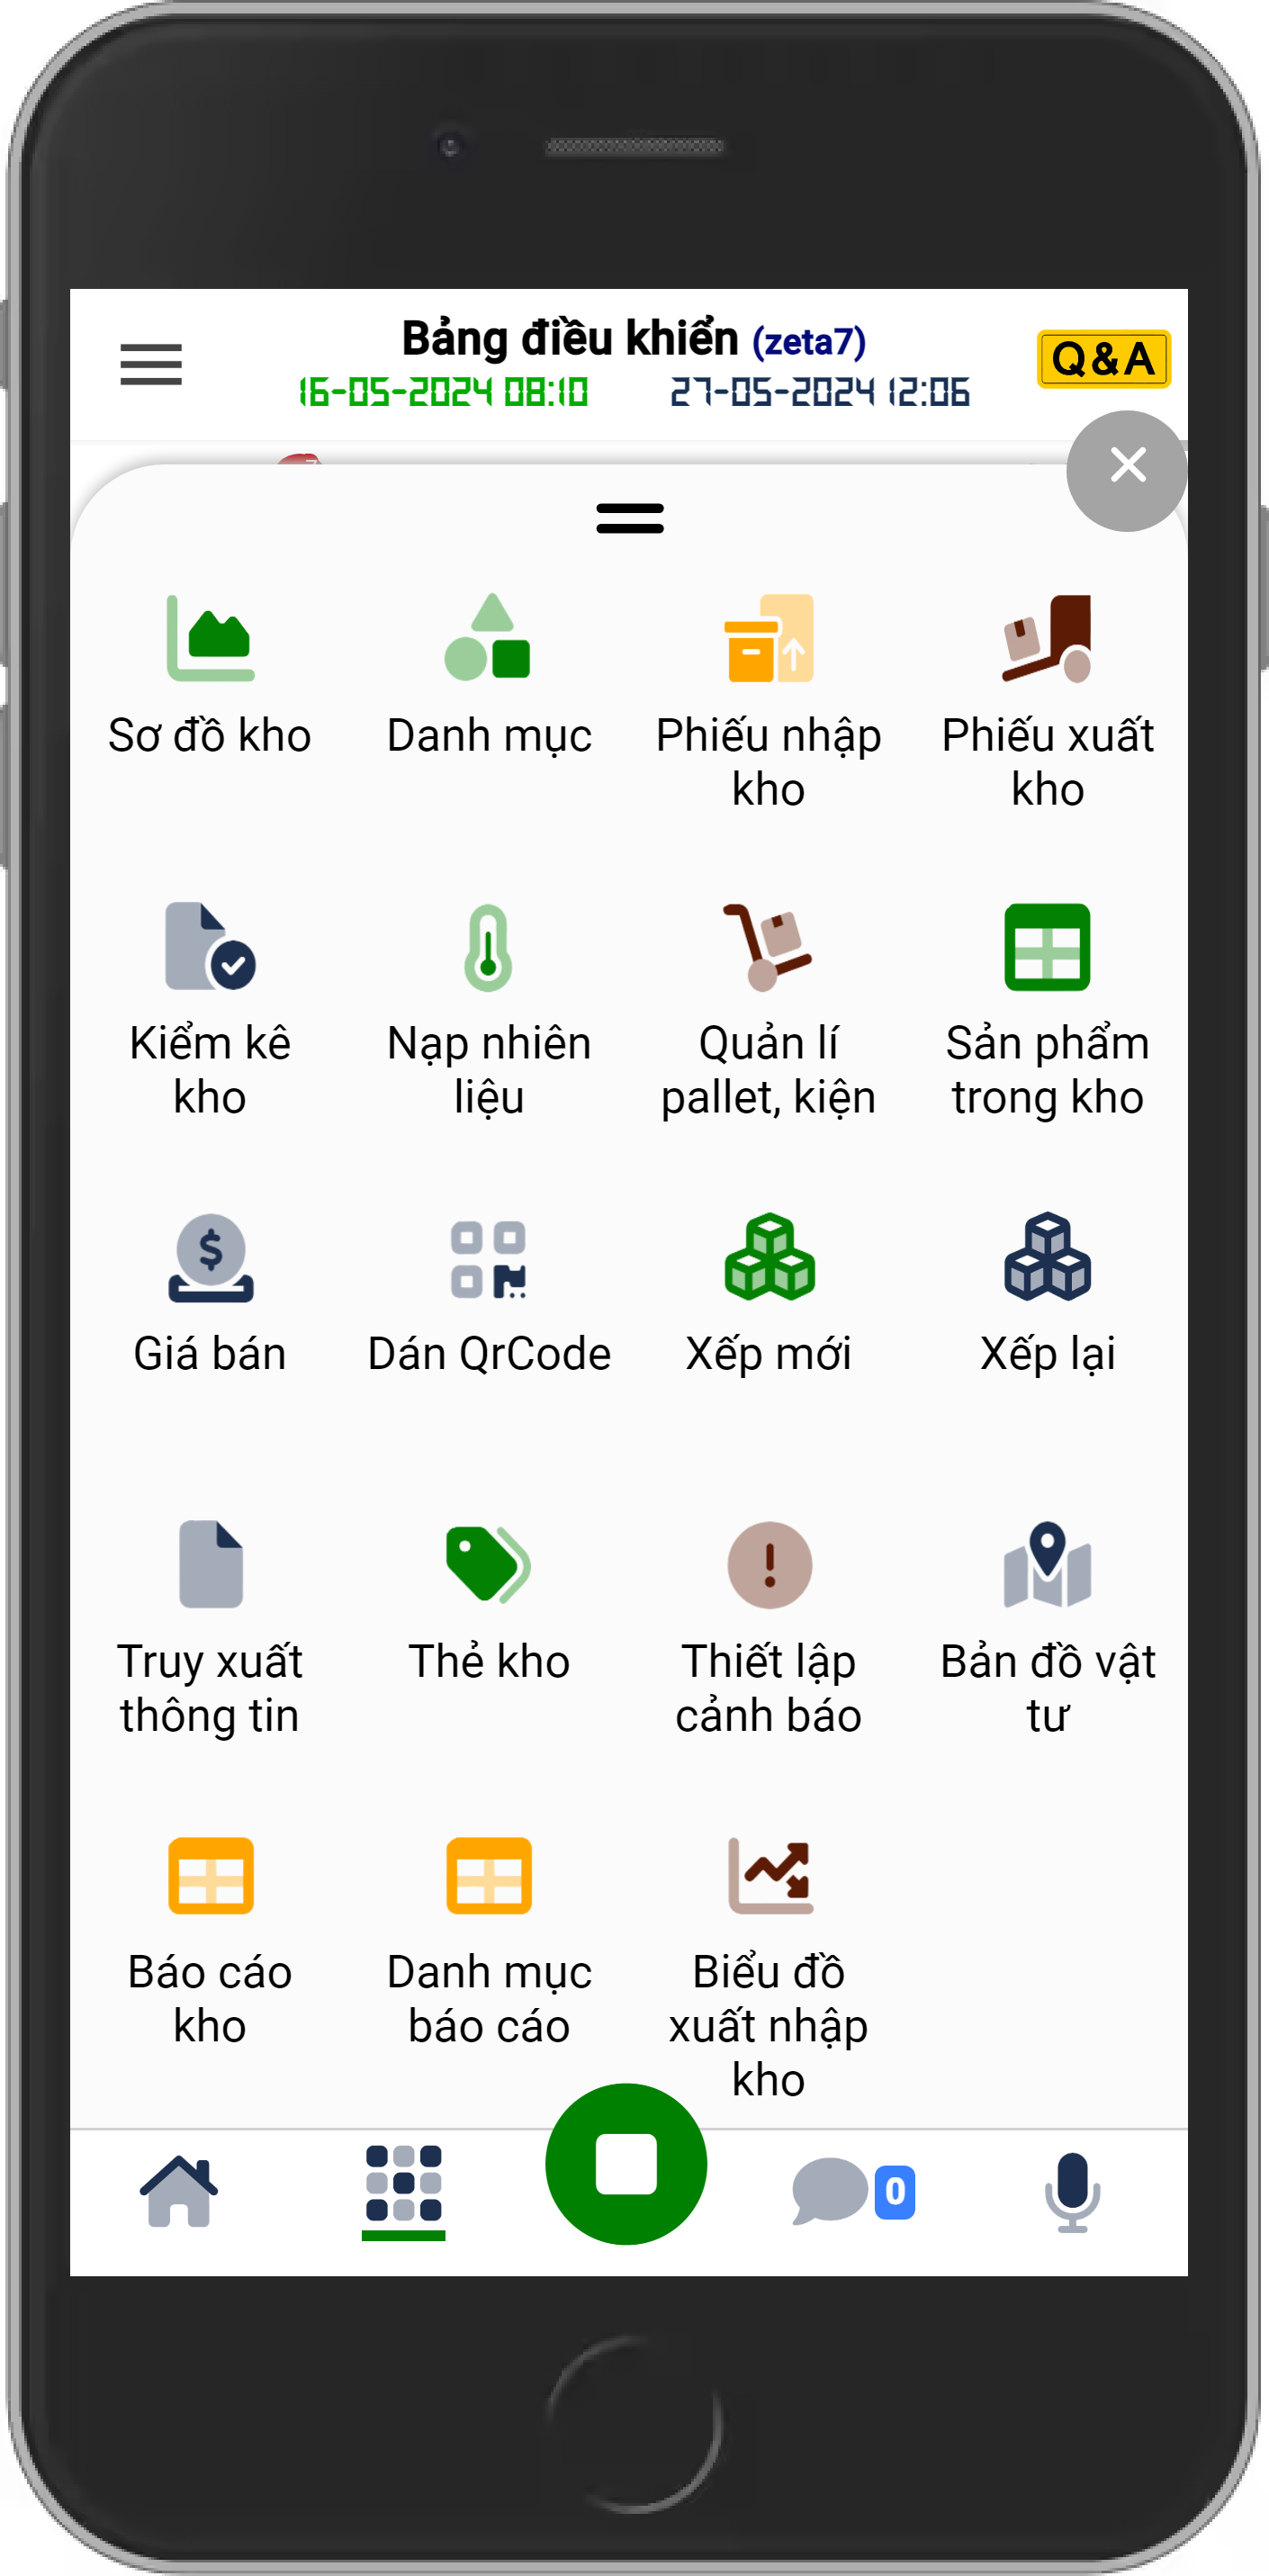 Bảng điều khiển (zeta7)
16-05-2024 08:10 27-05-2024 12:06
Q&A
Sơ đồ kho
Danh mục
Phiếu nhập
kho
Phiếu xuất
kho
Kiểm kê
kho
Nạp nhiên
liệu
Quản lí
pallet, kiện
Sản phẩm
trong kho
Giá bán
Dán QrCode
Xếp mới
Xếp lại
Truy xuất
thông tin
Thẻ kho
Thiết lập
cảnh báo
Bản đồ vật
tư
Báo cáo
kho
Danh mục
báo cáo
Biểu đồ
xuất nhập
kho
0